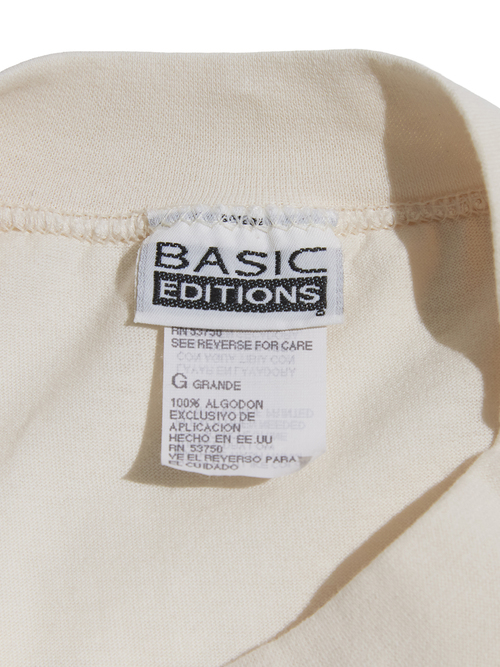 BASIC
EDITIONS
RN 53750
SEE REVERSE FOR CARE
G GRANDE
100% ALGODON
EXCLUSIVO DE
APLICACION
HECHO EN EE.UU
RN 53750
VE EL REVERSO PARA
EL CUIDADO